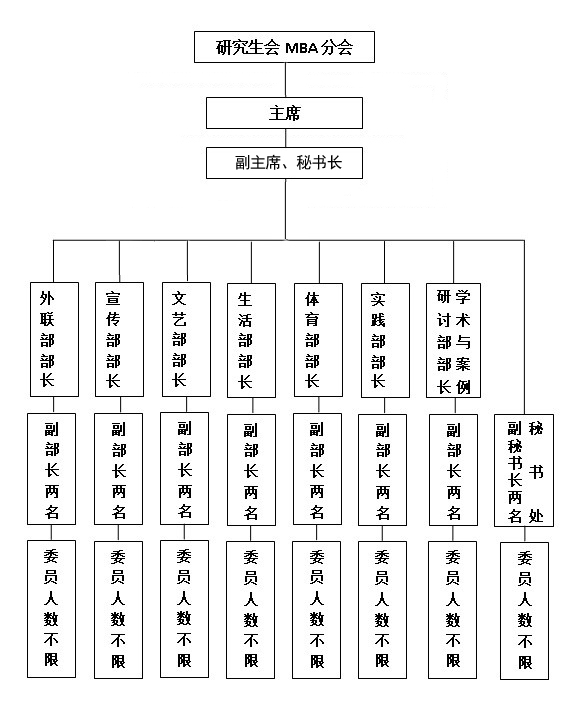 研究生会 MBA 分会
主席
副主席、秘书长
外联部部长
宣传部部长
文艺部部长
生活部部长
体育部部长
实践部部长
学术与案例
研讨部部长
副部长两名
副部长两名
副部长两名
副部长两名
副部长两名
副部长两名
副部长两名
秘书处
副秘书长两名
委员人数不限
委员人数不限
委员人数不限
委员人数不限
委员人数不限
委员人数不限
委员人数不限
委员人数不限